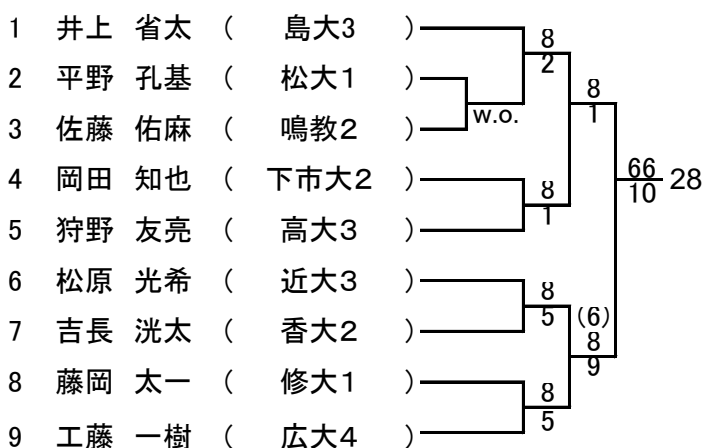 1 井上 省太 ( 島大3 )
2 平野 孔基 ( 松大1 )
3 佐藤 佑麻 ( 鳴教2 )
4 岡田 知也 ( 下市大2 )
5 狩野 友亮 ( 高大3 )
6 松原 光希 ( 近大3 )
7 吉長 洸太 ( 香大2 )
8 藤岡 太一 ( 修大1 )
9 工藤 一樹 ( 広大4 )
w.o.
8
2
8
1
8
5
8
5
8
1
(6)
8
9
66
10
28